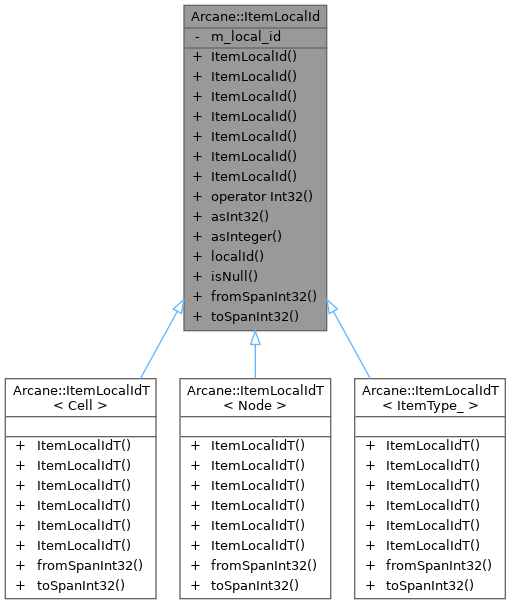 Arcane::ItemLocalId
- m_local_id
+ ItemLocalId()
+ ItemLocalId()
+ ItemLocalId()
+ ItemLocalId()
+ ItemLocalId()
+ ItemLocalId()
+ ItemLocalId()
+ operator Int32()
+ asInt32()
+ asInteger()
+ localId()
+ isNull()
+ fromSpanInt32()
+ toSpanInt32()
Arcane::ItemLocalIdT
< Cell >
+ ItemLocalIdT()
+ ItemLocalIdT()
+ ItemLocalIdT()
+ ItemLocalIdT()
+ ItemLocalIdT()
+ ItemLocalIdT()
+ fromSpanInt32()
+ toSpanInt32()
Arcane::ItemLocalIdT
< Node >
+ ItemLocalIdT()
+ ItemLocalIdT()
+ ItemLocalIdT()
+ ItemLocalIdT()
+ ItemLocalIdT()
+ ItemLocalIdT()
+ fromSpanInt32()
+ toSpanInt32()
Arcane::ItemLocalIdT
< ItemType_ >
+ ItemLocalIdT()
+ ItemLocalIdT()
+ ItemLocalIdT()
+ ItemLocalIdT()
+ ItemLocalIdT()
+ ItemLocalIdT()
+ fromSpanInt32()
+ toSpanInt32()